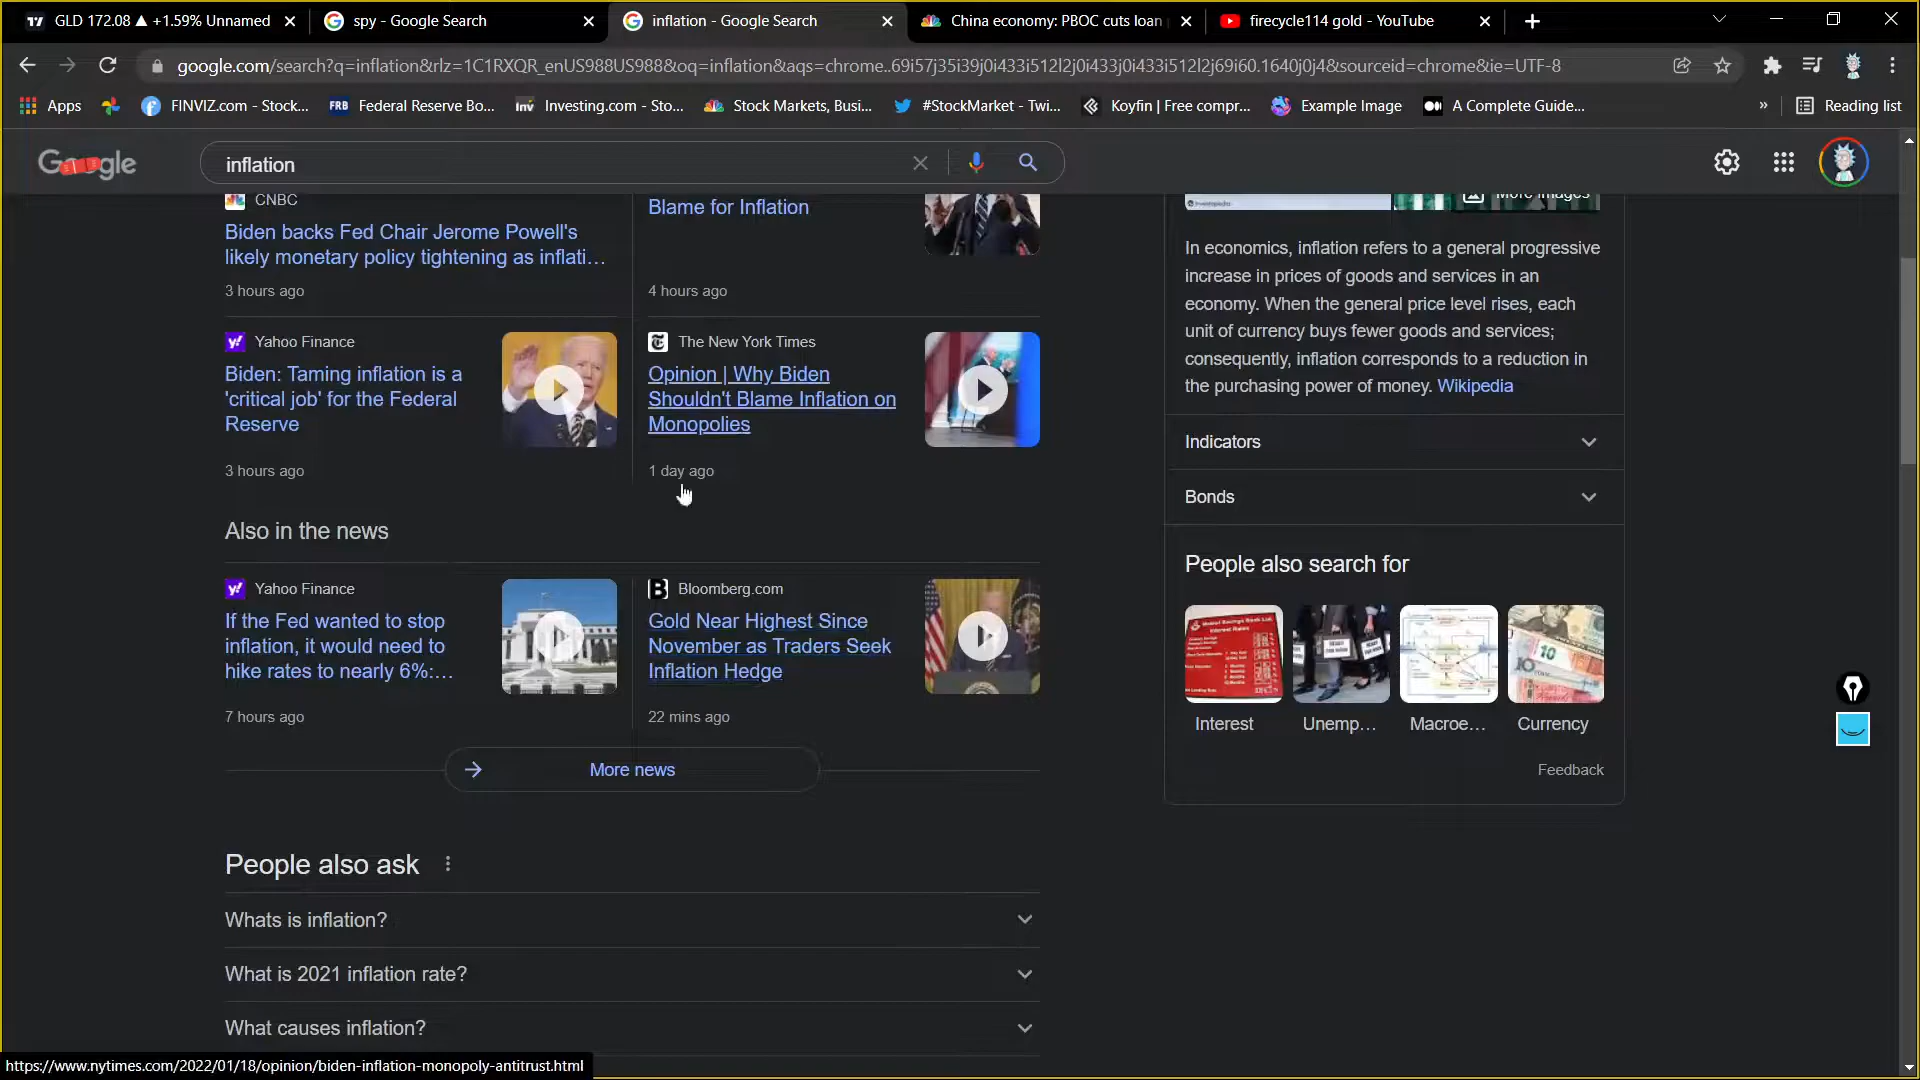 GLD 172.08 ▲ +1.59% Unnamed
spy - Google Search
inflation - Google Search
China economy: PBOC cuts loan
firecycle114 gold - YouTube
google.com/search?q=inflation&rlz=1C1RXQR_enUS988US988&oq=inflation&aqs=chrome..69i57j35i39j0i433i512l2j0i433j0i433i512l2j69i60.1640j0j4&sourceid=chrome&ie=UTF-8
Apps
FINVIZ.com - Stock...
FRB Federal Reserve Bo...
Inv Investing.com - Sto...
Stock Markets, Busi...
#StockMarket - Twi...
Koyfin | Free compr...
Example Image
A Complete Guide...
»
Reading list
Google
inflation
CNBC
Biden backs Fed Chair Jerome Powell's
likely monetary policy tightening as inflati...
3 hours ago
Blame for Inflation
4 hours ago
Yahoo Finance
Biden: Taming inflation is a
'critical job' for the Federal
Reserve
3 hours ago
The New York Times
Opinion | Why Biden
Shouldn't Blame Inflation on
Monopolies
1 day ago
Also in the news
Yahoo Finance
If the Fed wanted to stop
inflation, it would need to
hike rates to nearly 6%:...
7 hours ago
Bloomberg.com
Gold Near Highest Since
November as Traders Seek
Inflation Hedge
22 mins ago
More news
People also ask
Whats is inflation?
What is 2021 inflation rate?
What causes inflation?
More images
In economics, inflation refers to a general progressive
increase in prices of goods and services in an
economy. When the general price level rises, each
unit of currency buys fewer goods and services;
consequently, inflation corresponds to a reduction in
the purchasing power of money. Wikipedia
Indicators
Bonds
People also search for
Interest
Unemp...
Macroe...
Currency
Feedback
https://www.nytimes.com/2022/01/18/opinion/biden-inflation-monopoly-antitrust.html